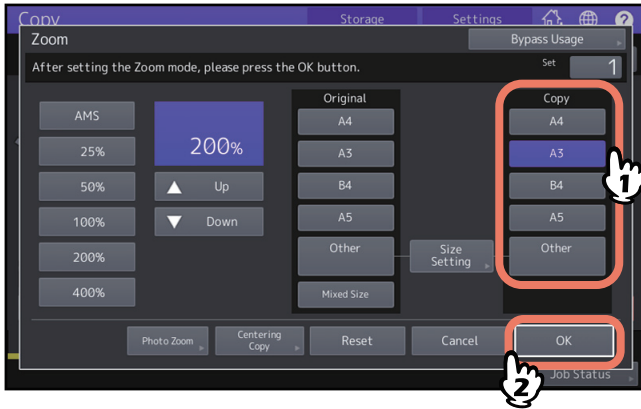 Copy
Storage
Settings
?
Zoom
Bypass Usage
After setting the Zoom mode, please press the OK button.
Set
1
AMS
25%
50%
100%
200%
400%
200%
Up
Down
Original
A4
A3
B4
A5
Other
Mixed Size
Size
Setting
Copy
A4
A3
B4
A5
Other
1
Photo Zoom
Centering
Copy
Reset
Cancel
OK
2
Job Status